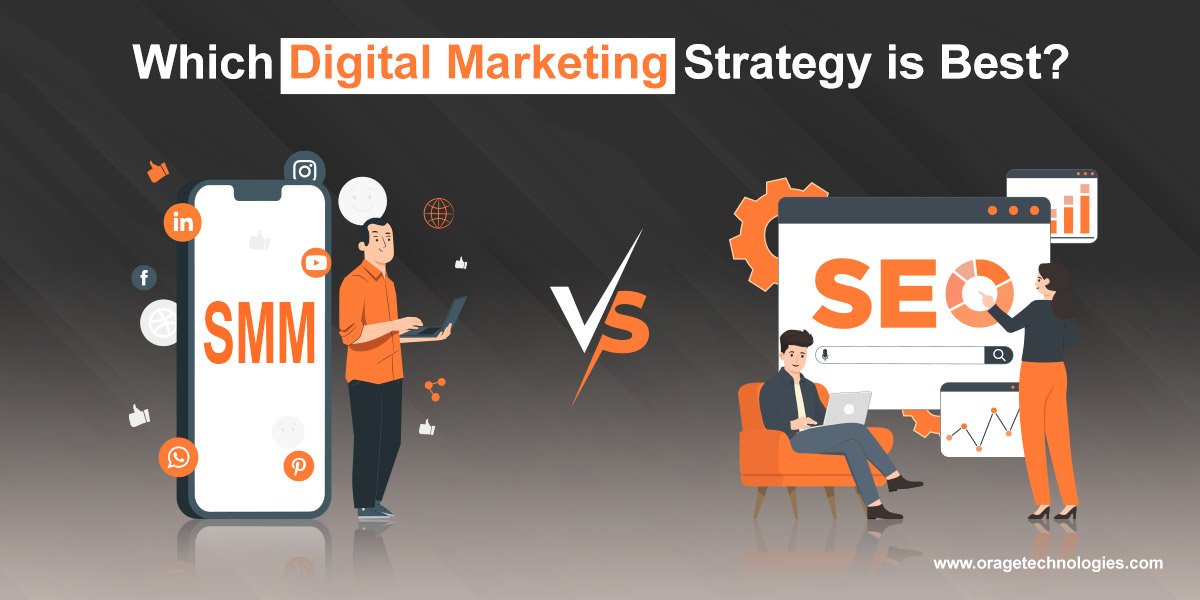 Which Digital Marketing Strategy is Best?
SMM
VS
SEO
www.oragetechnologies.com